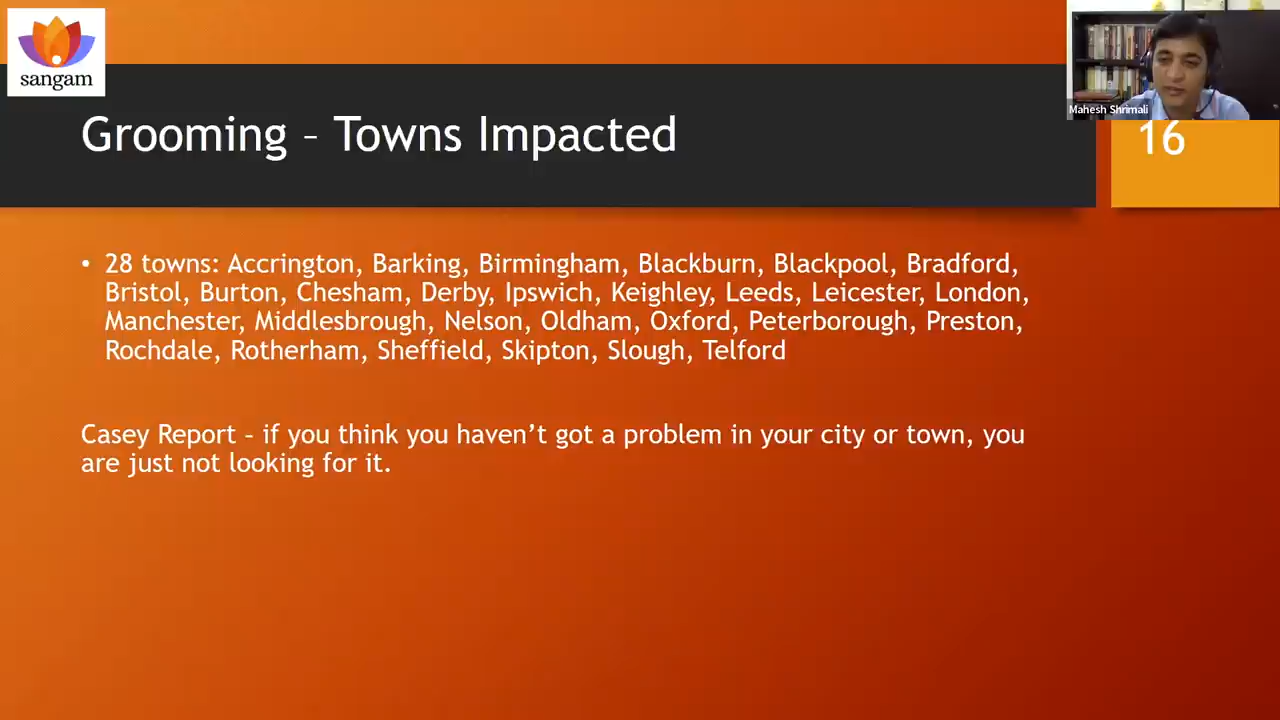 sangam
Mahesh Shrimali
Grooming – Towns Impacted
16
• 28 towns: Accrington, Barking, Birmingham, Blackburn, Blackpool, Bradford,
Bristol, Burton, Chesham, Derby, Ipswich, Keighley, Leeds, Leicester, London,
Manchester, Middlesbrough, Nelson, Oldham, Oxford, Peterborough, Preston,
Rochdale, Rotherham, Sheffield, Skipton, Slough, Telford
Casey Report – if you think you haven’t got a problem in your city or town, you
are just not looking for it.